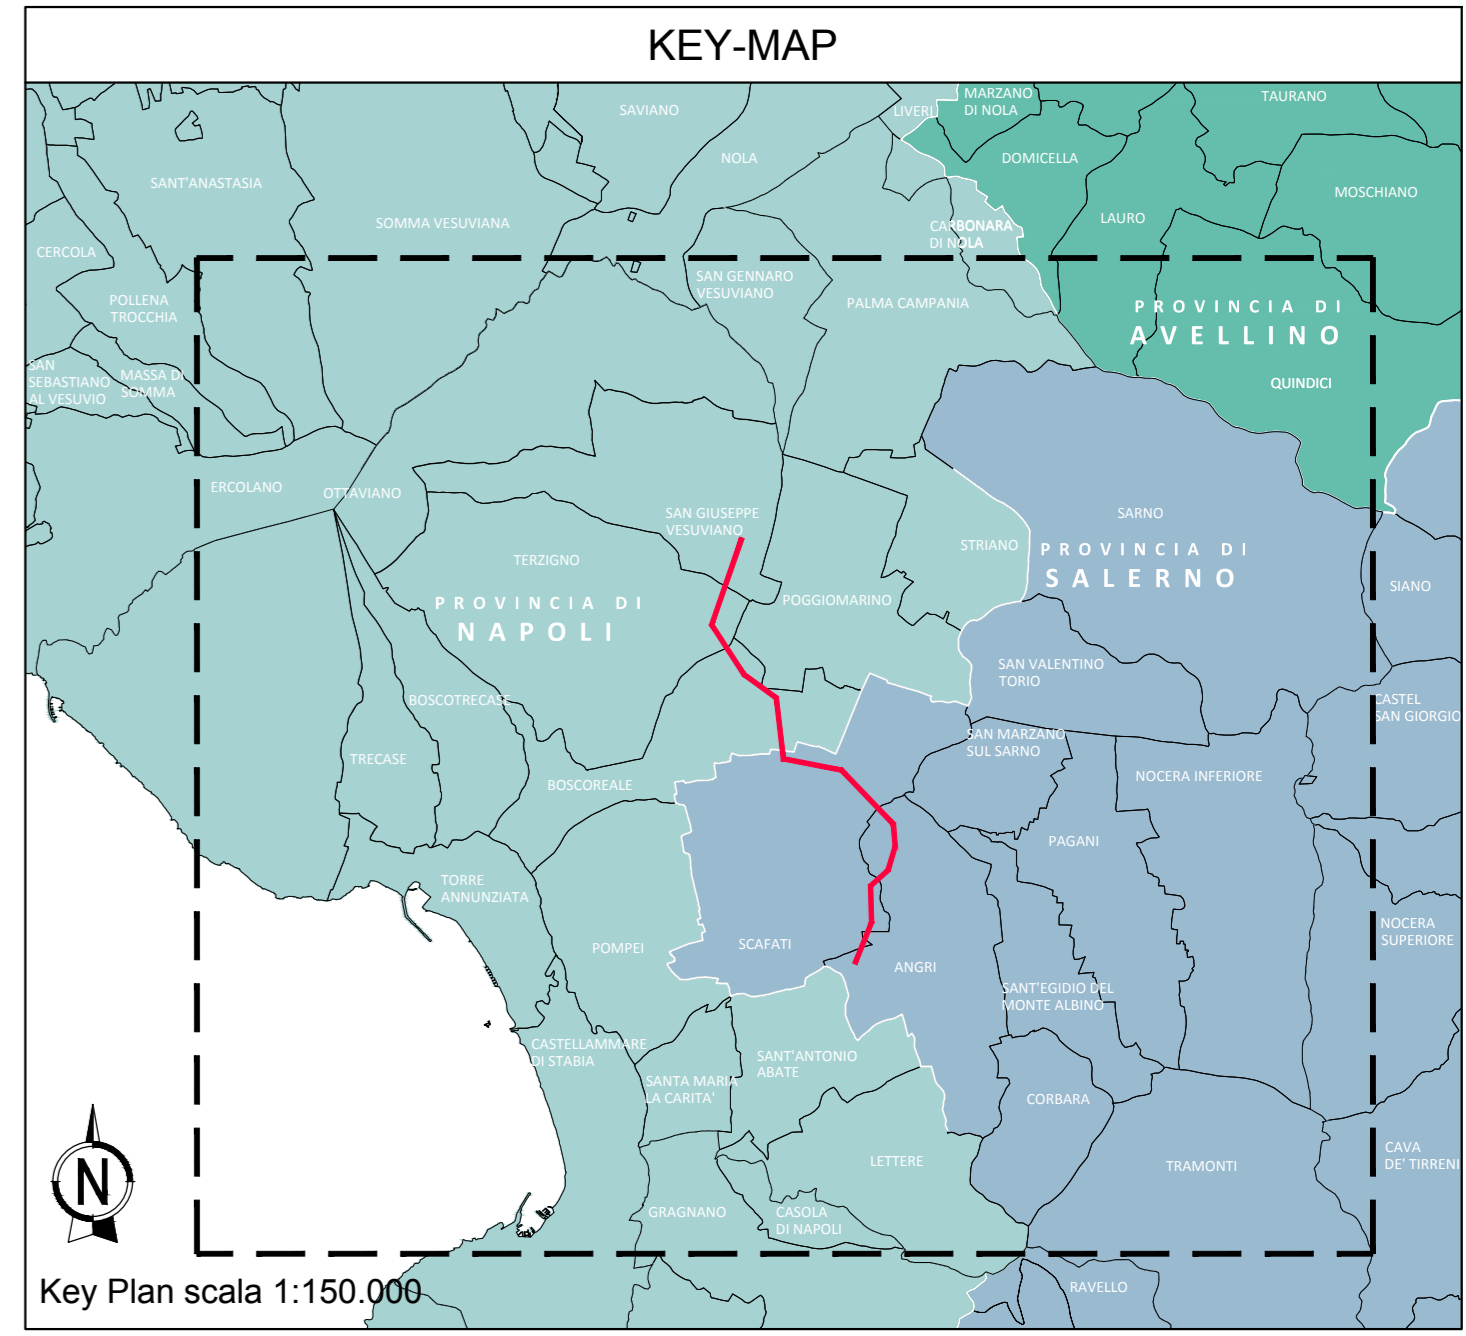 KEY-MAP
MARZANO
DI NOLA
TAURANO
SAVIANO
LIVERI
NOLA
DOMICELLA
SANT'ANASTASIA
MOSCHIANO
SOMMA VESUVIANA
LAURO
CARBONARA
DI NOLA
CERCOLA
SAN GENNARO
VESUVIANO
POLLENA
TROCCHIA
PALMA CAMPANIA
PROVINCIA DI
AVELLINO
SAN
SEBASTIANO
AL VESUVIO
MASSA DI
SOMMA
QUINDICI
ERCOLANO
OTTAVIANO
SAN GIUSEPPE
VESUVIANO
SARNO
STRIANO
PROVINCIA DI
SALERNO
TERZIGNO
SIANO
POGGIOMARINO
PROVINCIA DI
NAPOLI
SAN VALENTINO
TORIO
BOSCOTRECASE
CASTEL
SAN GIORGIO
SAN MARZANO
SUL SARNO
TRECASE
NOCERA INFERIORE
BOSCOREALE
PAGANI
TORRE
ANNUNZIATA
NOCERA
SUPERIORE
POMPEI
SCAFATI
ANGRI
SANT'EGIDIO DEL
MONTE ALBINO
CASTELLAMMARE
DI STABIA
SANT'ANTONIO
ABATE
SANTA MARIA
LA CARITA'
CORBARA
CAVA
DE' TIRRENI
LETTERE
TRAMONTI
N
GRAGNANO
CASOLA
DI NAPOLI
RAVELLO
Key Plan scala 1:150.000